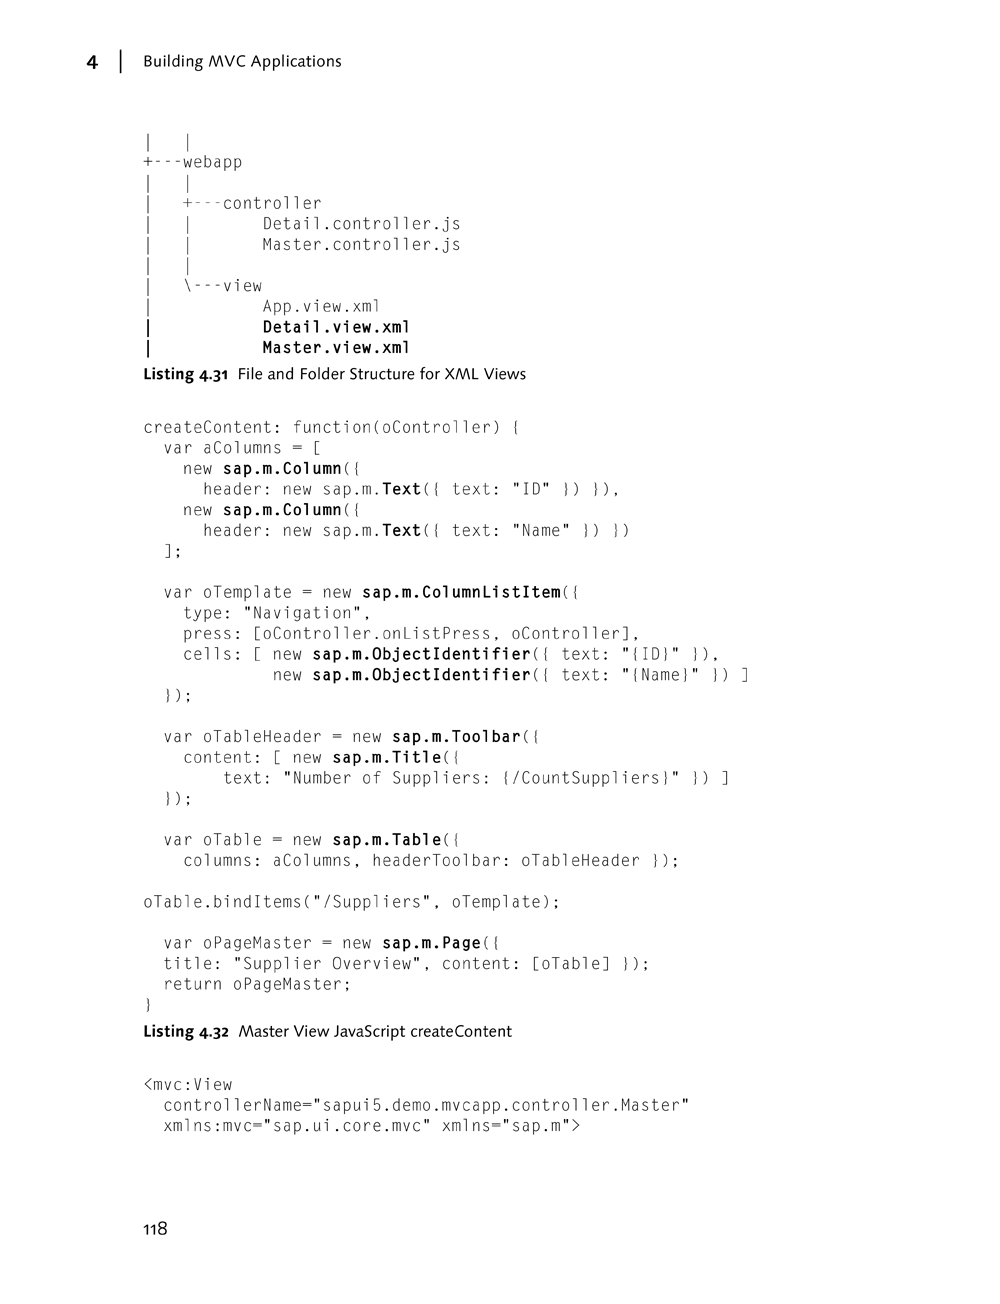 4 | Building MVC Applications
|   |
+---webapp
|   |
|   +---controller
|   |       Detail.controller.js
|   |       Master.controller.js
|   |
|   \---view
|           App.view.xml
|           Detail.view.xml
|           Master.view.xml
Listing 4.31 File and Folder Structure for XML Views
createContent: function(oController) {
  var aColumns = [
    new sap.m.Column({
      header: new sap.m.Text({ text: "ID" }) }),
    new sap.m.Column({
      header: new sap.m.Text({ text: "Name" }) })
  ];
  var oTemplate = new sap.m.ColumnListItem({
    type: "Navigation",
    press: [oController.onListPress, oController],
    cells: [ new sap.m.ObjectIdentifier({ text: "{ID}" }),
             new sap.m.ObjectIdentifier({ text: "{Name}" }) ]
  });
  var oTableHeader = new sap.m.Toolbar({
    content: [ new sap.m.Title({
        text: "Number of Suppliers: {/CountSuppliers}" }) ]
  });
  var oTable = new sap.m.Table({
    columns: aColumns, headerToolbar: oTableHeader });
oTable.bindItems("/Suppliers", oTemplate);
  var oPageMaster = new sap.m.Page({
  title: "Supplier Overview", content: [oTable] });
  return oPageMaster;
}
Listing 4.32 Master View JavaScript createContent
<mvc:View
  controllerName="sapui5.demo.mvcapp.controller.Master"
  xmlns:mvc="sap.ui.core.mvc" xmlns="sap.m">
118